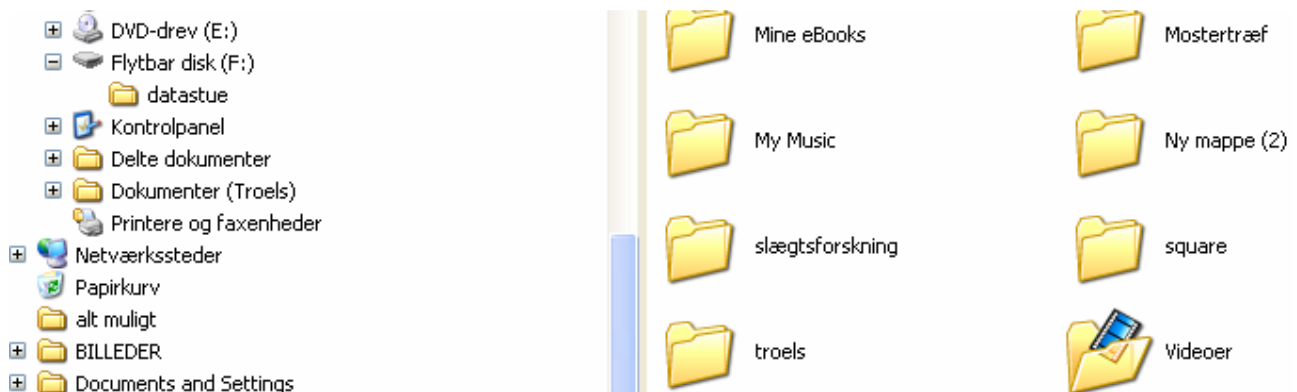 DVD-drev (E:)
Flytbar disk (F:)
datastue
Kontrolpanel
Delte dokumenter
Dokumenter (Troels)
Printere og faxenheder
Netværkssteder
Papirkurv
alt muligt
BILLEDER
Documents and Settings
Mine eBooks
Mostertræf
My Music
Ny mappe (2)
slægtsforskning
square
troels
Videoer